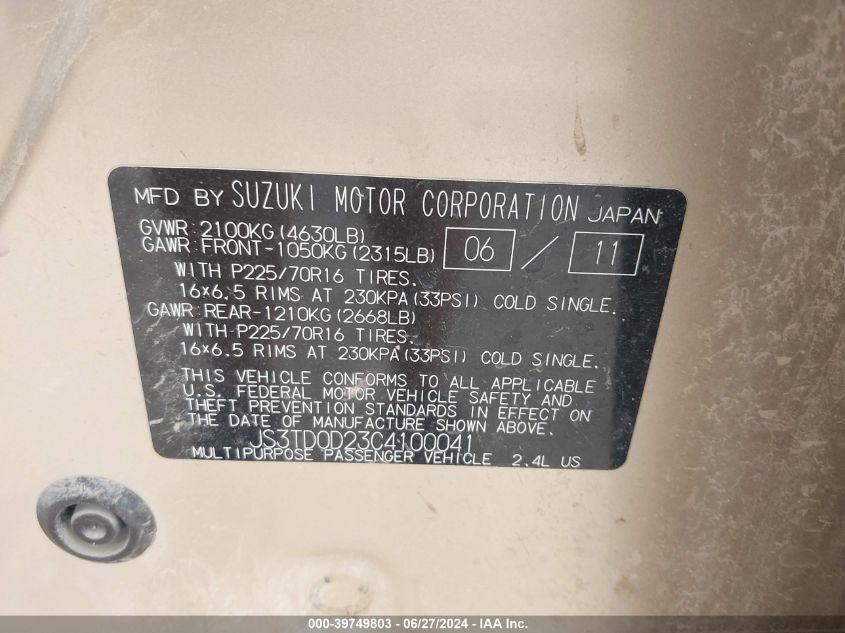 MFD BY SUZUKI MOTOR CORPORATION JAPAN
GVWR:2100KG(4630LB)
GAWR:FRONT-1050KG(2315LB) 06 / 11
WITH P225/70R16 TIRES.
16×6.5 RIMS AT 230KPA(33PSI) COLD SINGLE.
GAWR:REAR-1210KG(2668LB)
WITH P225/70R16 TIRES.
16×6.5 RIMS AT 230KPA(33PSI) COLD SINGLE.
THIS VEHICLE CONFORMS TO ALL APPLICABLE
U.S. FEDERAL MOTOR VEHICLE SAFETY AND
THEFT PREVENTION STANDARDS IN EFFECT ON
THE DATE OF MANUFACTURE SHOWN ABOVE.
JS3TD0D23C4100041
MULTIPURPOSE PASSENGER VEHICLE 2.4L US
000-39749803 - 06/27/2024 - IAA Inc.